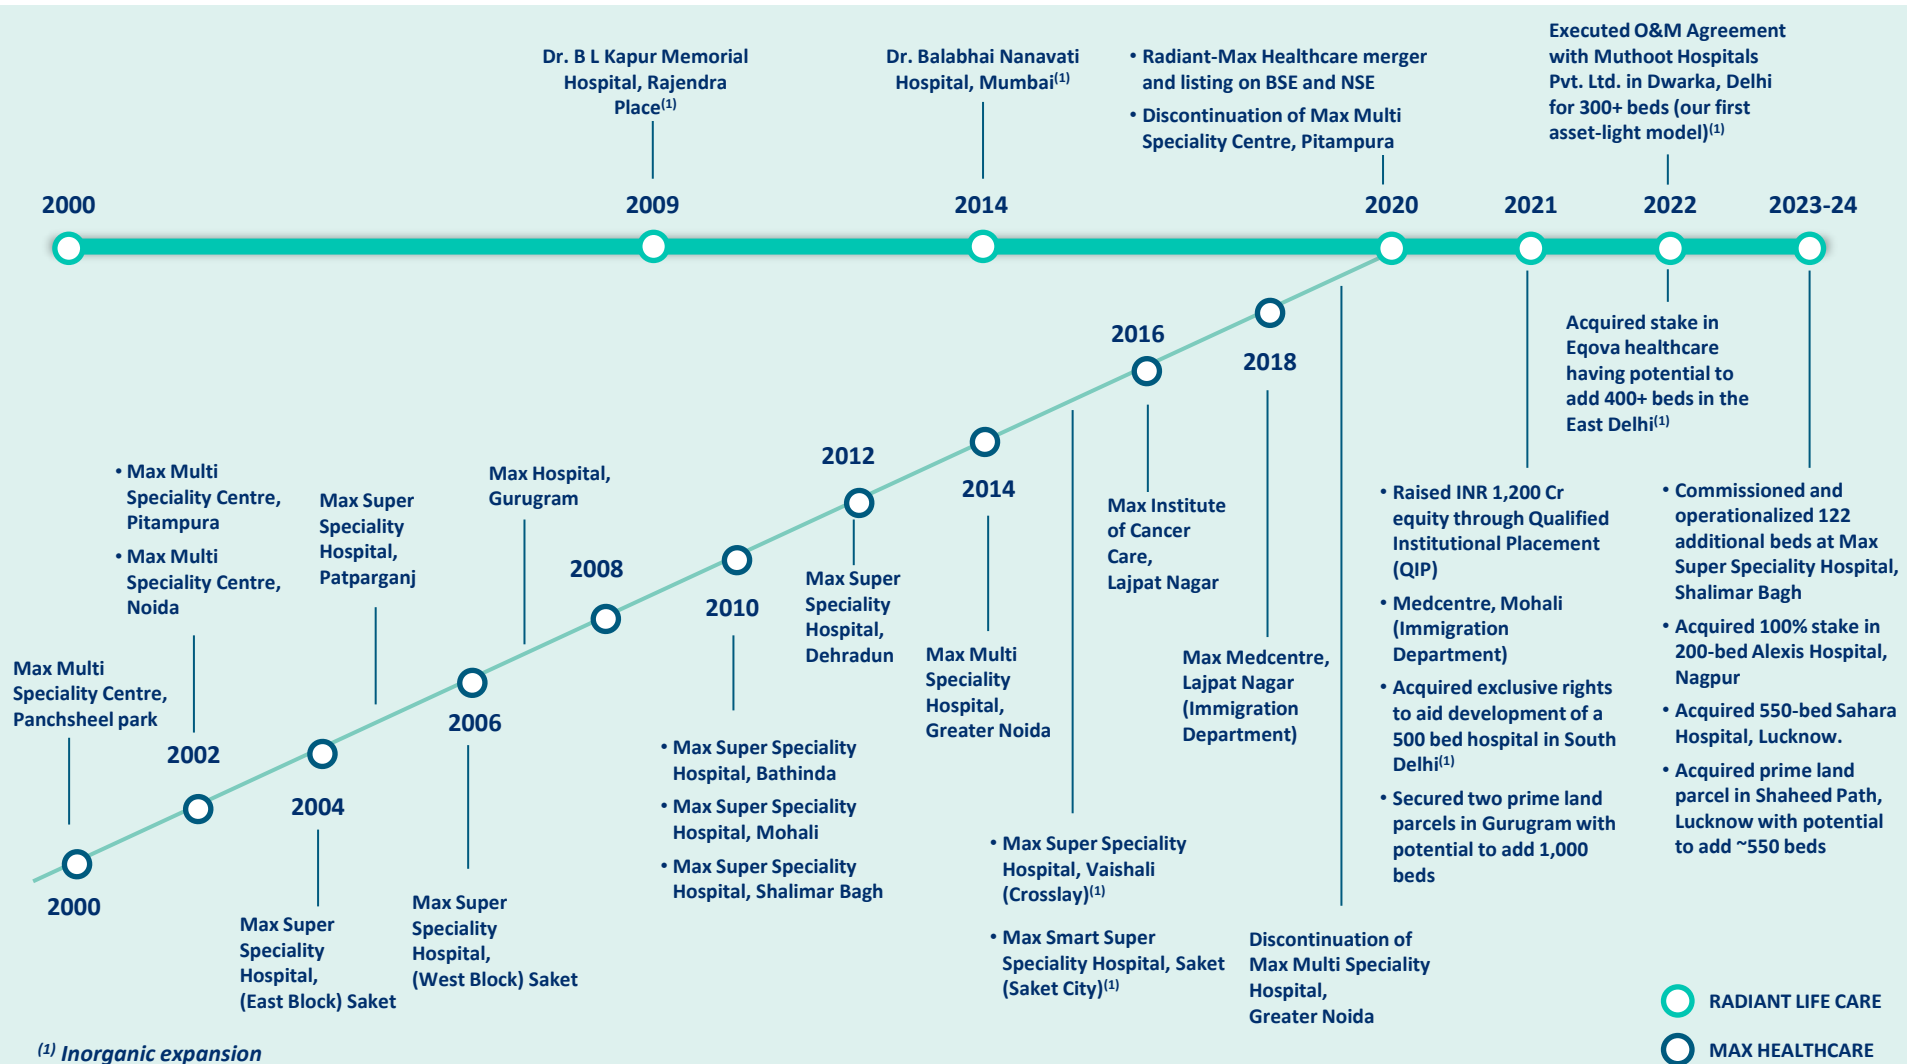 Dr. B L Kapur Memorial
Hospital, Rajendra
Place(1)
Dr. Balabhai Nanavati
Hospital, Mumbai(1)
• Radiant-Max Healthcare merger
and listing on BSE and NSE
• Discontinuation of Max Multi
Speciality Centre, Pitampura
Executed O&M Agreement
with Muthoot Hospitals
Pvt. Ltd. in Dwarka, Delhi
for 300+ beds (our first
asset-light model)(1)
2000
2009
2014
2020
2021
2022
2023-24
Acquired stake in
Eqova healthcare
having potential to
add 400+ beds in the
East Delhi(1)
Max Multi
Speciality Centre,
Panchsheel park
2000
• Max Multi
Speciality Centre,
Pitampura
• Max Multi
Speciality Centre,
Noida
2002
2004
Max Super
Speciality
Hospital,
(East Block) Saket
Max Super
Speciality
Hospital,
Patparganj
2006
Max Super
Speciality
Hospital,
(West Block) Saket
Max Hospital,
Gurugram
2008
2010
• Max Super Speciality
Hospital, Bathinda
• Max Super Speciality
Hospital, Mohali
• Max Super Speciality
Hospital, Shalimar Bagh
2012
Max Super
Speciality
Hospital,
Dehradun
2014
Max Multi
Speciality
Hospital,
Greater Noida
• Max Super Speciality
Hospital, Vaishali
(Crosslay)(1)
• Max Smart Super
Speciality Hospital, Saket
(Saket City)(1)
2016
Max Institute
of Cancer
Care,
Lajpat Nagar
2018
Max Medcentre,
Lajpat Nagar
(Immigration
Department)
Discontinuation of
Max Multi Speciality
Hospital,
Greater Noida
• Raised INR 1,200 Cr
equity through Qualified
Institutional Placement
(QIP)
• Medcentre, Mohali
(Immigration
Department)
• Acquired exclusive rights
to aid development of a
500 bed hospital in South
Delhi(1)
• Secured two prime land
parcels in Gurugram with
potential to add 1,000
beds
• Commissioned and
operationalized 122
additional beds at Max
Super Speciality Hospital,
Shalimar Bagh
• Acquired 100% stake in
200-bed Alexis Hospital,
Nagpur
• Acquired 550-bed Sahara
Hospital, Lucknow.
• Acquired prime land
parcel in Shaheed Path,
Lucknow with potential
to add ~550 beds
RADIANT LIFE CARE
MAX HEALTHCARE
(1) Inorganic expansion